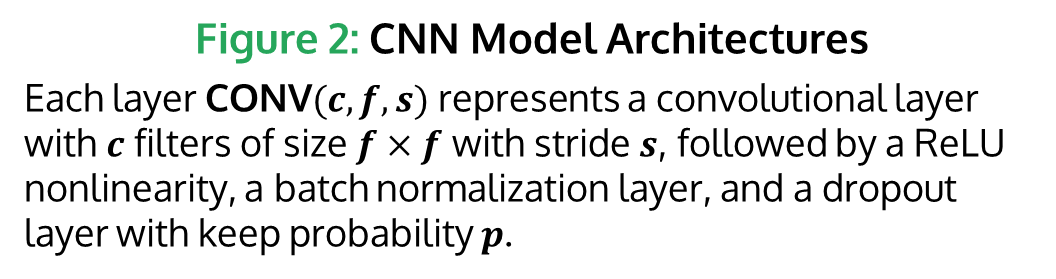 Figure 2: CNN Model Architectures
Each layer CONV(c, f, s) represents a convolutional layer
with c filters of size f × f with stride s, followed by a ReLU
nonlinearity, a batch normalization layer, and a dropout
layer with keep probability p.